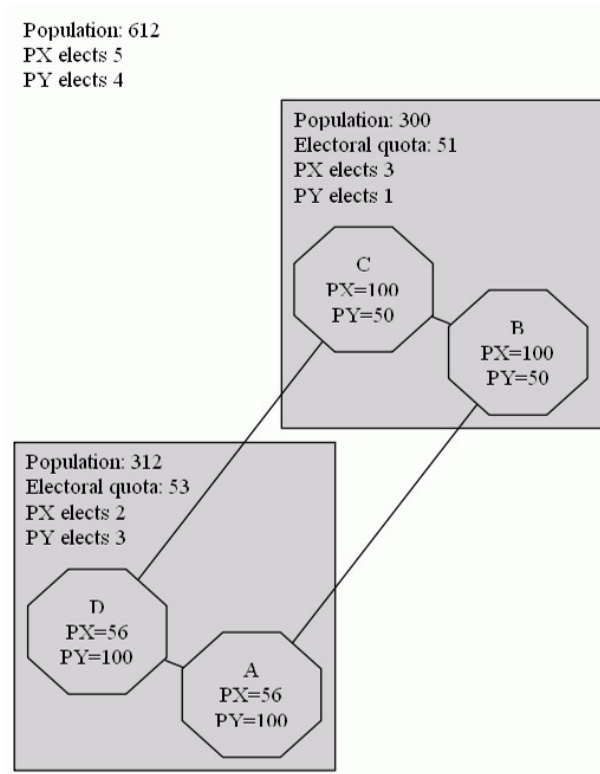 Population: 612
PX elects 5
PY elects 4
Population: 300
Electoral quota: 51
PX elects 3
PY elects 1
C
PX=100
PY=50
B
PX=100
PY=50
Population: 312
Electoral quota: 53
PX elects 2
PY elects 3
D
PX=56
PY=100
A
PX=56
PY=100